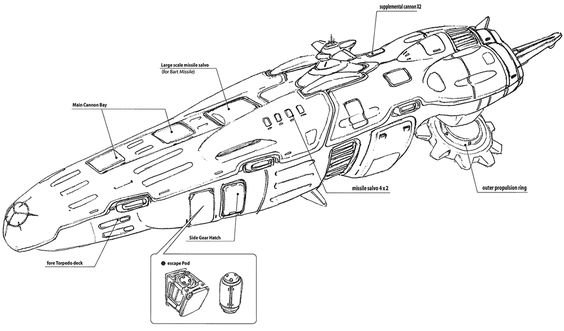 supplemental cannon X2
Large scale missile salvo
(for Bart Missile)
Main Cannon Bay
missile salvo 4 x 2
outer propulsion ring
Side Gear Hatch
fore Torpedo deck
● escape Pod